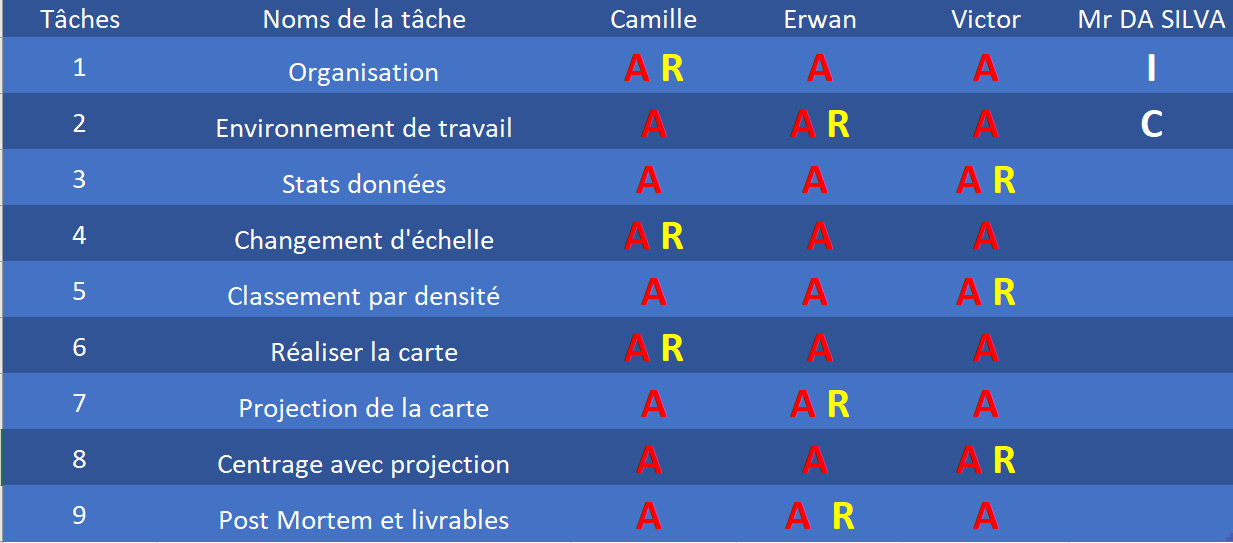 Tâches Noms de la tâche Camille Erwan Victor Mr DA SILVA
1 Organisation A R A A I
2 Environnement de travail A A R A C
3 Stats données A A A R
4 Changement d'échelle A R A A
5 Classement par densité A A A R
6 Réaliser la carte A R A A
7 Projection de la carte A A R A
8 Centrage avec projection A A A R
9 Post Mortem et livrables A A R A